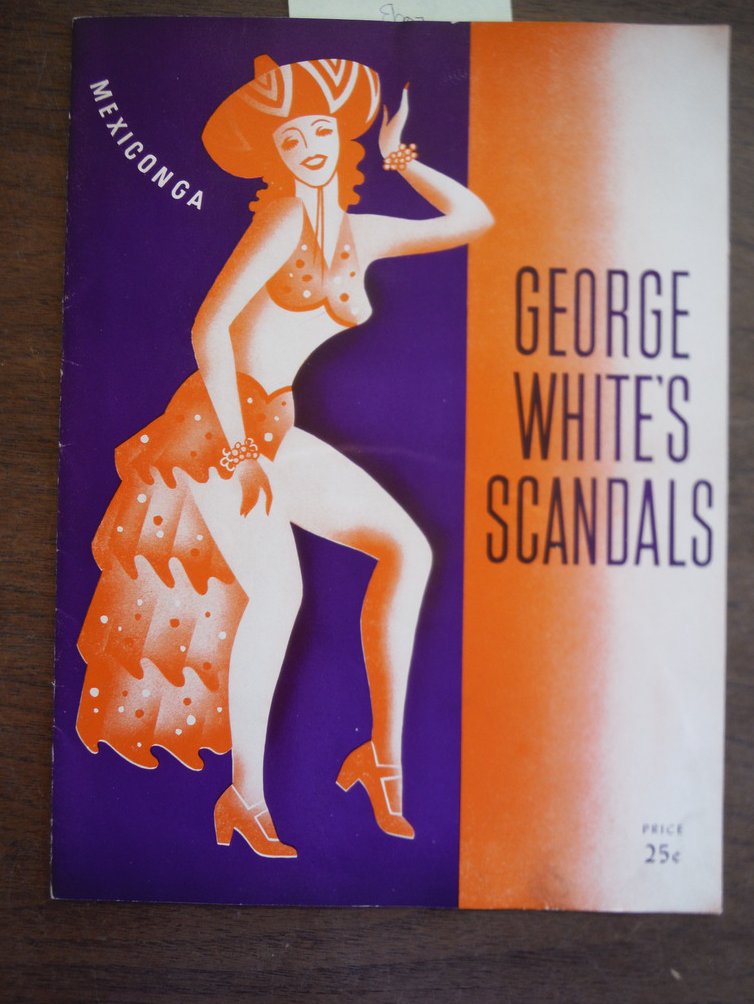 MEXICONGA
GEORGE
WHITE'S
SCANDALS
PRICE
25¢